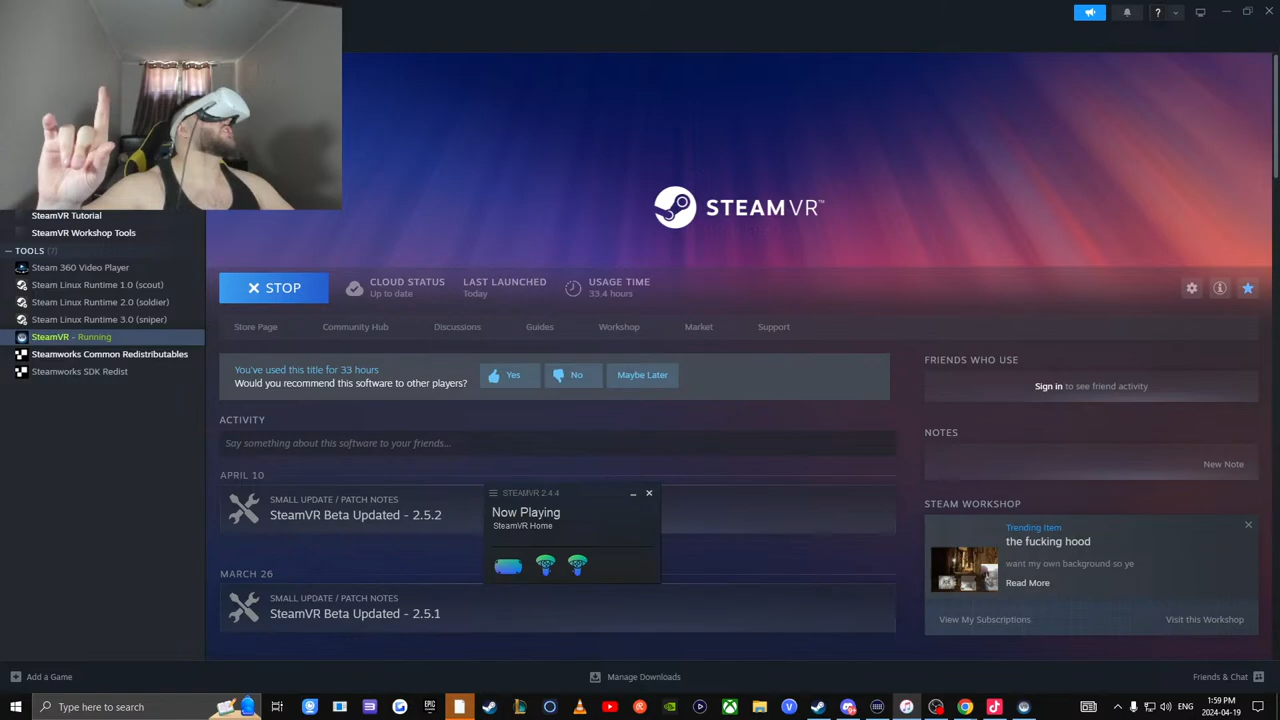 ?
STEAMVR™
SteamVR Tutorial
SteamVR Workshop Tools
— TOOLS (7)
Steam 360 Video Player
Steam Linux Runtime 1.0 (scout)
Steam Linux Runtime 2.0 (soldier)
Steam Linux Runtime 3.0 (sniper)
SteamVR - Running
Steamworks Common Redistributables
Steamworks SDK Redist
STOP
CLOUD STATUS
Up to date
LAST LAUNCHED
Today
USAGE TIME
33.4 hours
Store Page Community Hub Discussions Guides Workshop Market Support
You've used this title for 33 hours
Would you recommend this software to other players?
Yes
No
Maybe Later
ACTIVITY
Say something about this software to your friends...
APRIL 10
SMALL UPDATE / PATCH NOTES
SteamVR Beta Updated - 2.5.2
MARCH 26
SMALL UPDATE / PATCH NOTES
SteamVR Beta Updated - 2.5.1
STEAMVR 2.4.4
Now Playing
SteamVR Home
FRIENDS WHO USE
Sign in to see friend activity
NOTES
New Note
STEAM WORKSHOP
Trending Item
the fucking hood
want my own background so ye
Read More
View My Subscriptions
Visit this Workshop
Add a Game
Manage Downloads
Friends & Chat
Type here to search
EPIC
ENG
1:59 PM
2024-04-19